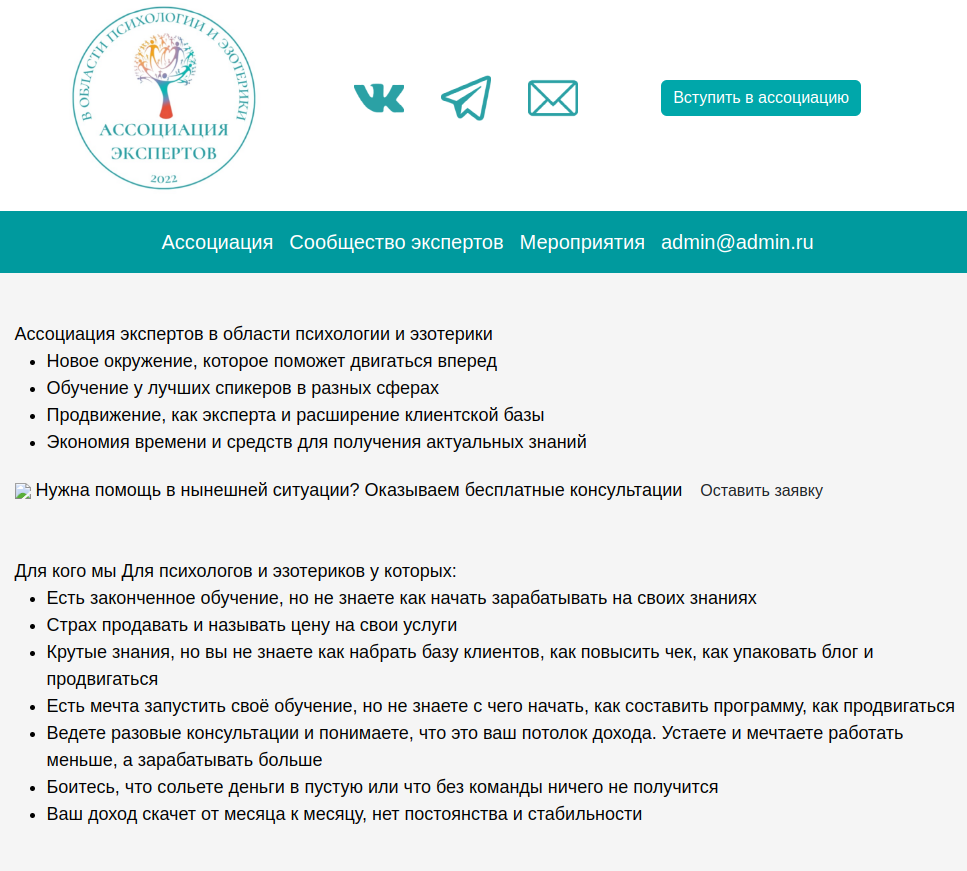 В ОБЛАСТИ ПСИХОЛОГИИ И ЭЗОТЕРИКИ
АССОЦИАЦИЯ
ЭКСПЕРТОВ
2022
Вступить в ассоциацию
Ассоциация Сообщество экспертов Мероприятия admin@admin.ru
Ассоциация экспертов в области психологии и эзотерики
Новое окружение, которое поможет двигаться вперед
Обучение у лучших спикеров в разных сферах
Продвижение, как эксперта и расширение клиентской базы
Экономия времени и средств для получения актуальных знаний
Нужна помощь в нынешней ситуации? Оказываем бесплатные консультации Оставить заявку
Для кого мы Для психологов и эзотериков у которых:
Есть законченное обучение, но не знаете как начать зарабатывать на своих знаниях
Страх продавать и называть цену на свои услуги
Крутые знания, но вы не знаете как набрать базу клиентов, как повысить чек, как упаковать блог и
продвигаться
Есть мечта запустить своё обучение, но не знаете с чего начать, как составить программу, как продвигаться
Ведете разовые консультации и понимаете, что это ваш потолок дохода. Устаете и мечтаете работать
меньше, а зарабатывать больше
Боитесь, что сольете деньги в пустую или что без команды ничего не получится
Ваш доход скачет от месяца к месяцу, нет постоянства и стабильности